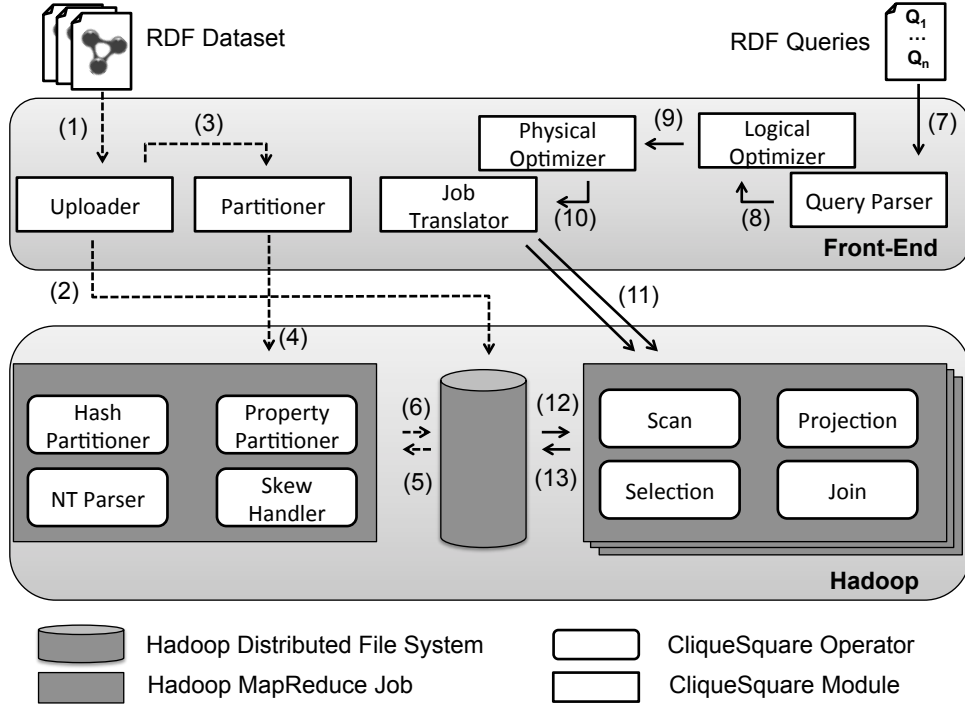 RDF Dataset
RDF Queries
Q1
...
Qn
(1)
(3)
(9)
(7)
Physical
Optimizer
Logical
Optimizer
Uploader
Partitioner
Job
Translator
(10)
(8)
Query Parser
Front-End
(2)
(11)
(4)
Hash
Partitioner
Property
Partitioner
NT Parser
Skew
Handler
(6)
(5)
(12)
(13)
Scan
Projection
Selection
Join
Hadoop
Hadoop Distributed File System
CliqueSquare Operator
Hadoop MapReduce Job
CliqueSquare Module